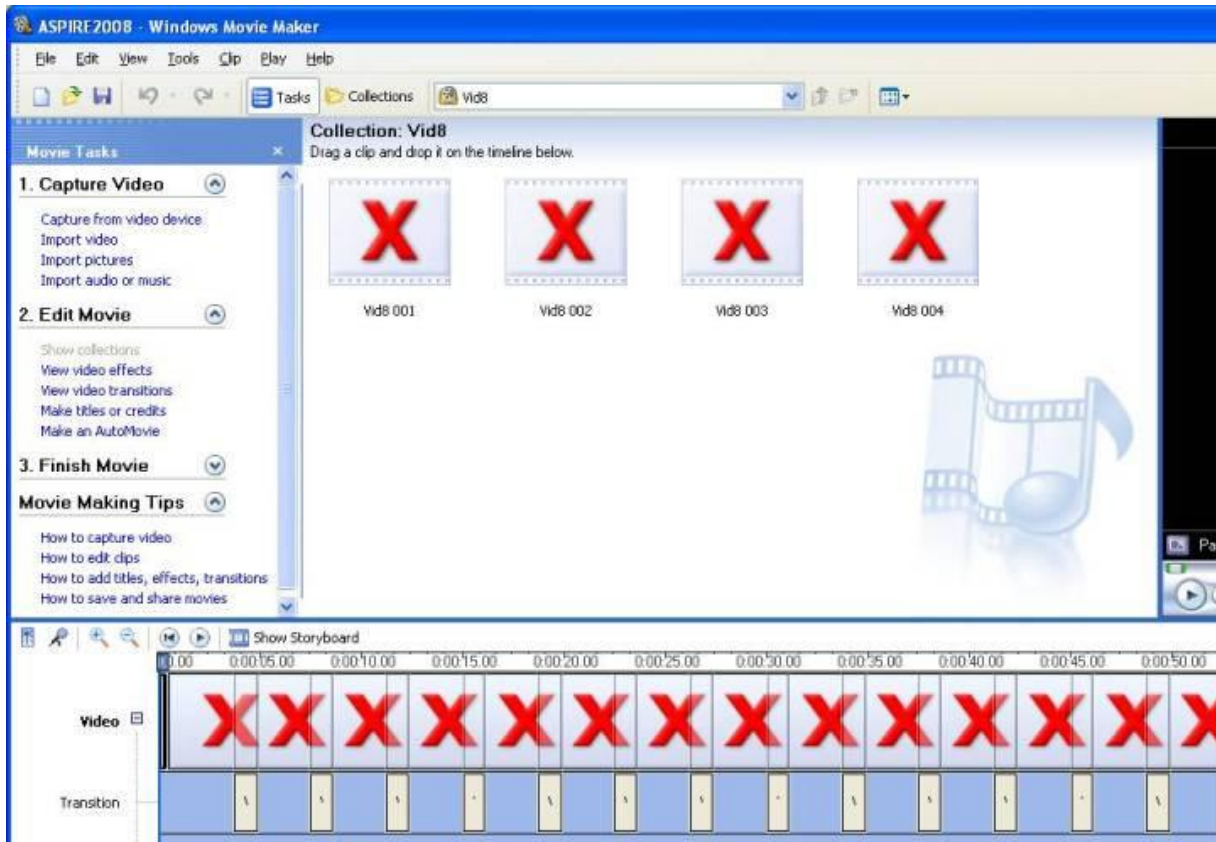 ASPIRE2008 - Windows Movie Maker
File Edit View Tools Clip Play Help
Tasks Collections Vid8
Movie Tasks
1. Capture Video
Capture from video device
Import video
Import pictures
Import audio or music
2. Edit Movie
Show collections
View video effects
View video transitions
Make titles or credits
Make an AutoMovie
3. Finish Movie
Movie Making Tips
How to capture video
How to edit clips
How to add titles, effects, transitions
How to save and share movies
Collection: Vid8
Drag a clip and drop it on the timeline below.
Vid8 001 Vid8 002 Vid8 003 Vid8 004
Pa
Show Storyboard
0.00 0:00:05.00 0:00:10.00 0:00:15.00 0:00:20.00 0:00:25.00 0:00:30.00 0:00:35.00 0:00:40.00 0:00:45.00 0:00:50.00
Video
Transition